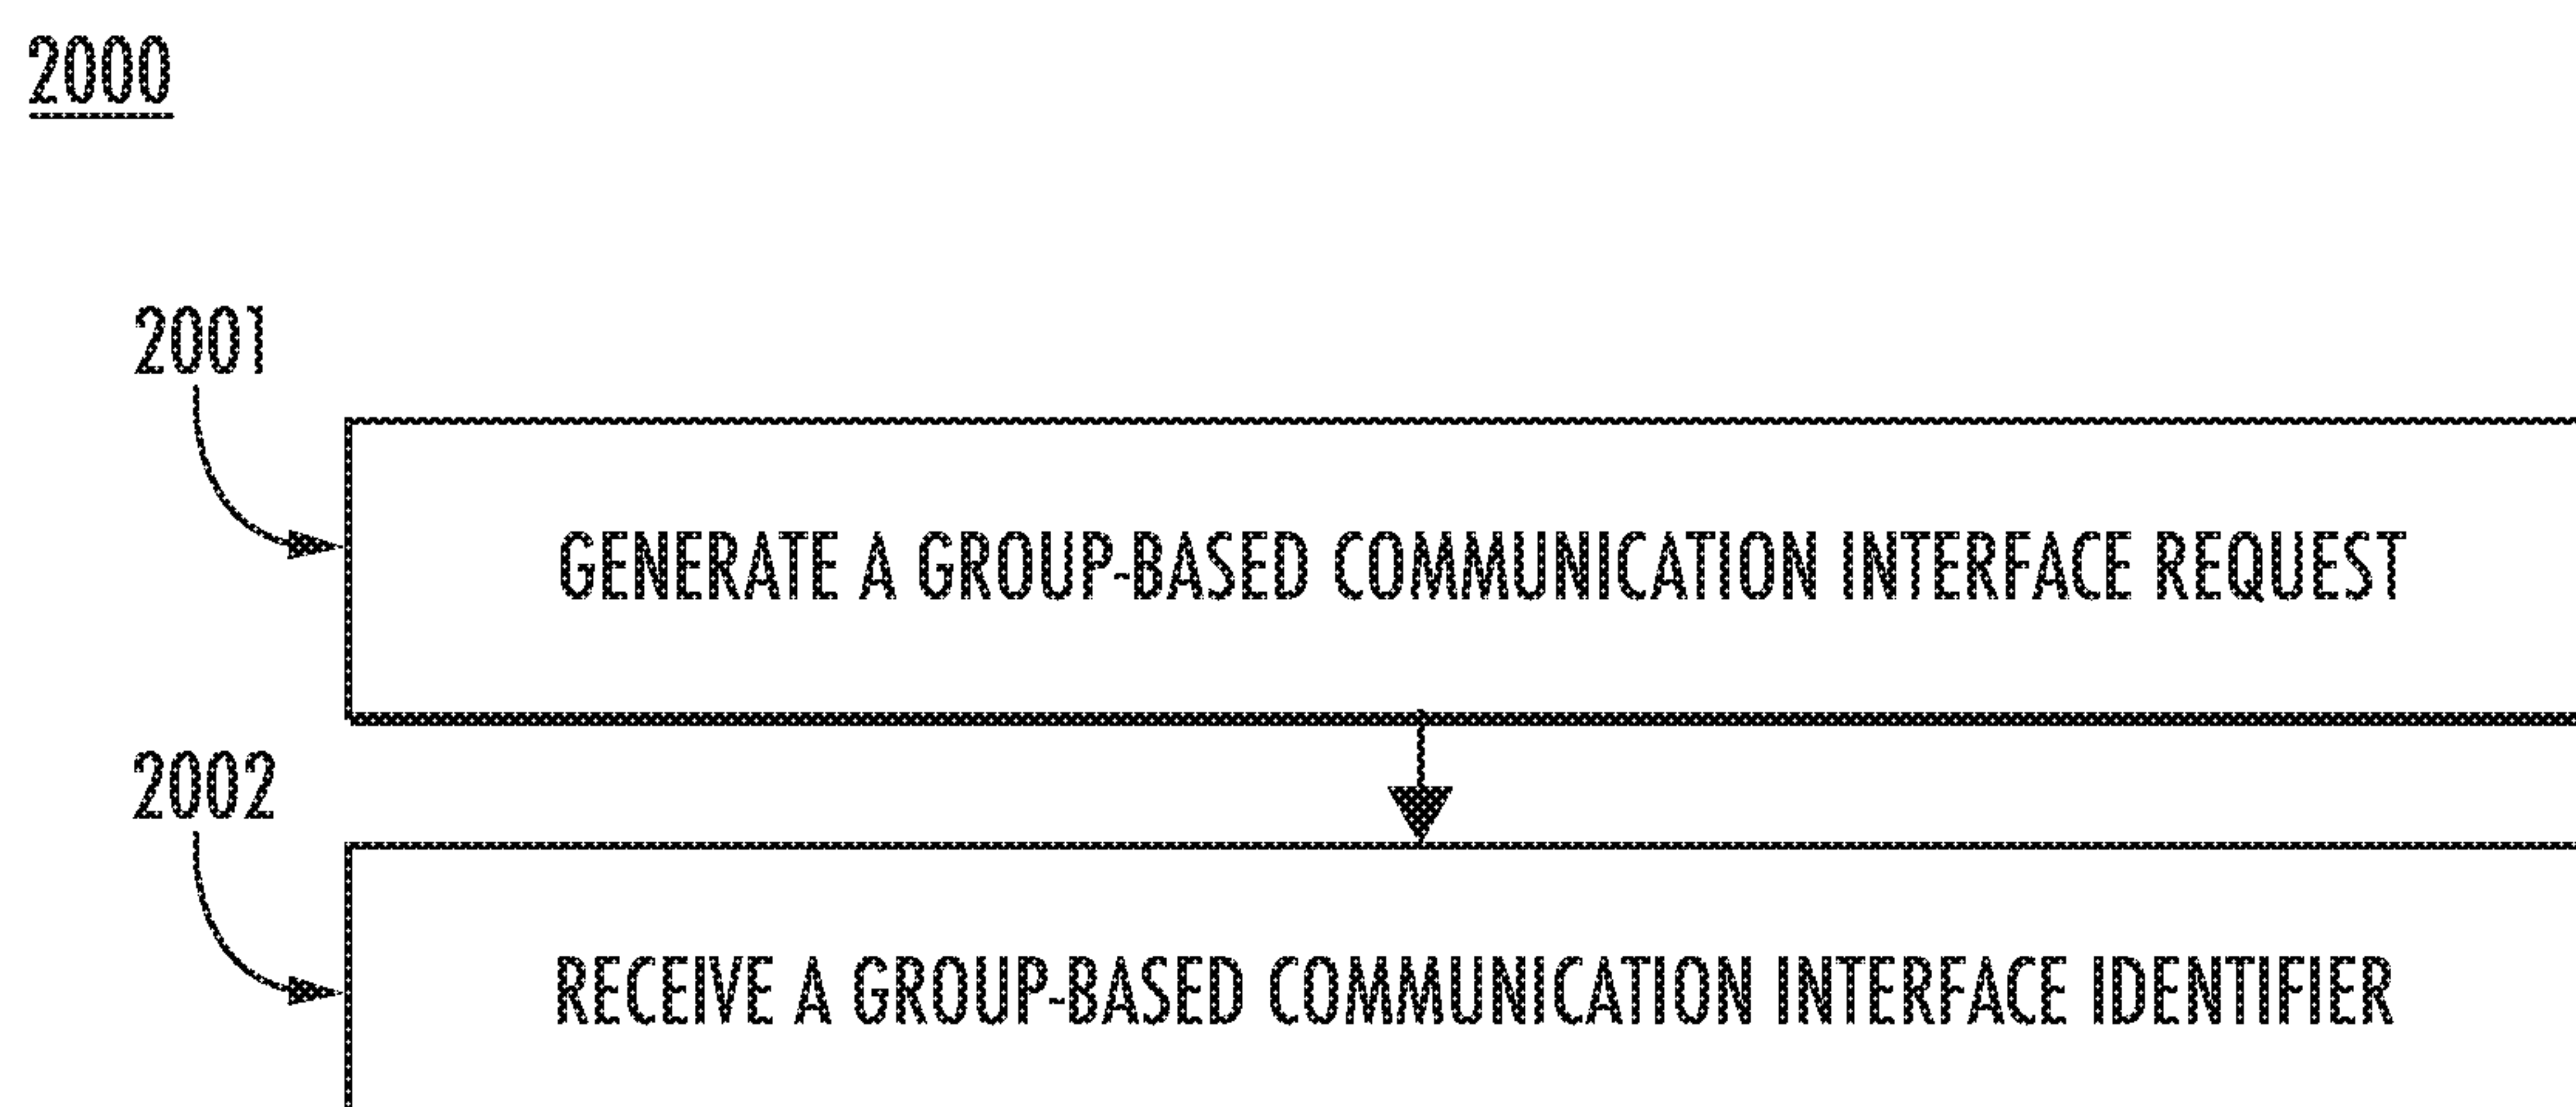 2000
2001
GENERATE A GROUP-BASED COMMUNICATION INTERFACE REQUEST
2002
RECEIVE A GROUP-BASED COMMUNICATION INTERFACE IDENTIFIER